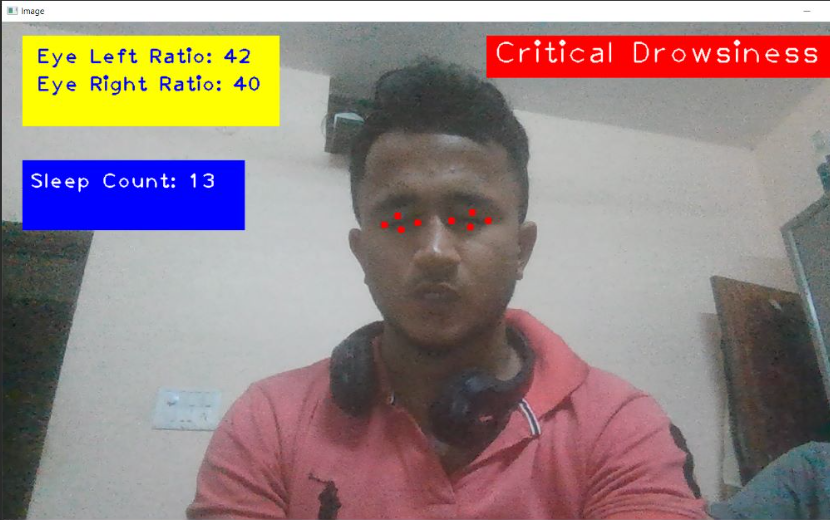 Image
Eye Left Ratio: 42
Eye Right Ratio: 40
Critical Drowsiness
Sleep Count: 13